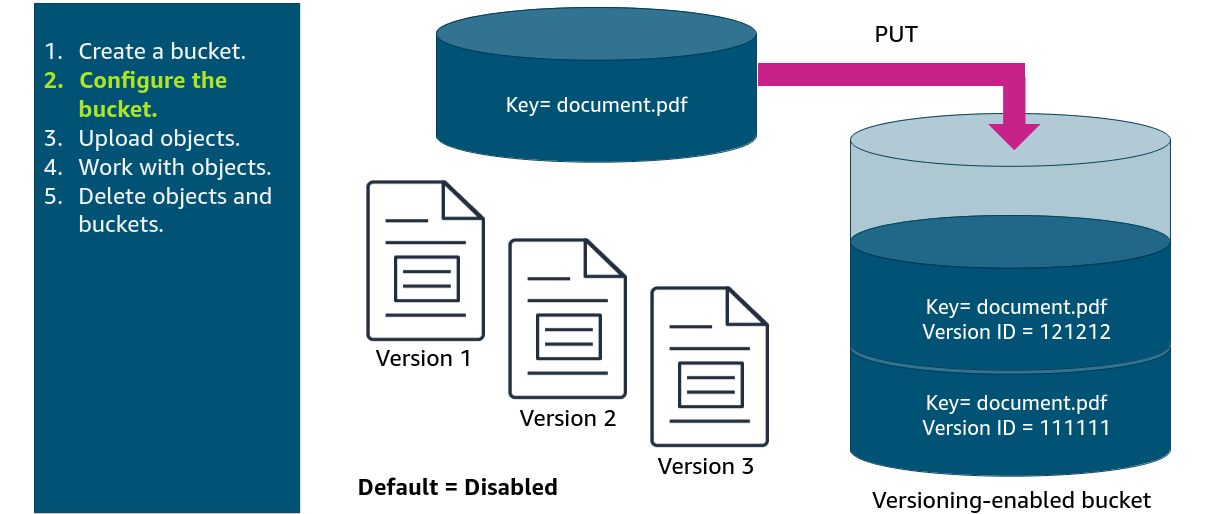 1. Create a bucket.
2. Configure the
bucket.
3. Upload objects.
4. Work with objects.
5. Delete objects and
buckets.
Key= document.pdf
PUT
Version 1
Version 2
Version 3
Default = Disabled
Key= document.pdf
Version ID = 121212
Key= document.pdf
Version ID = 111111
Versioning-enabled bucket